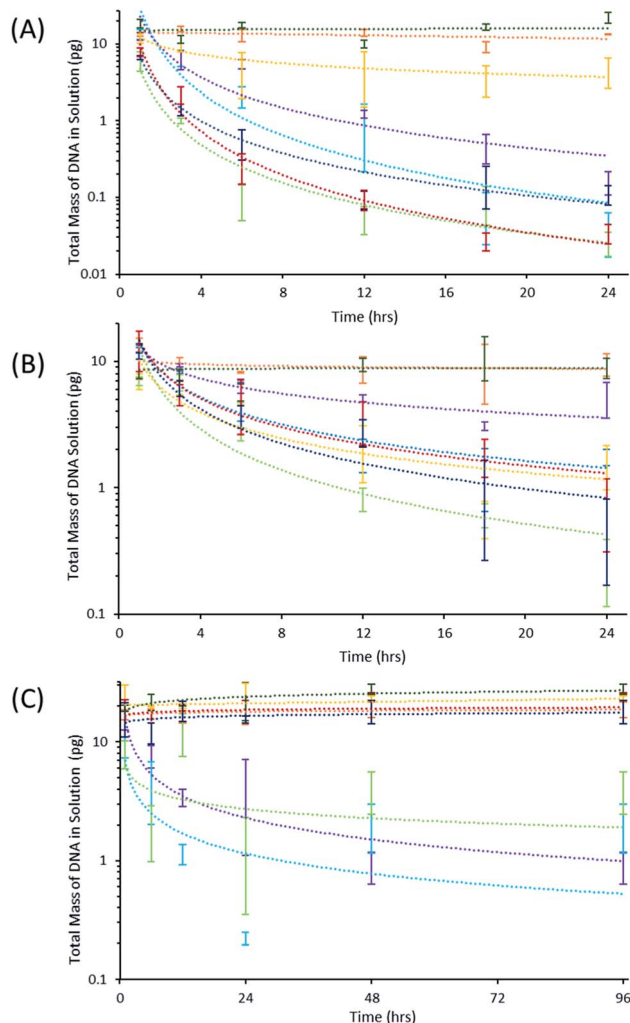 (A)
Total Mass of DNA in Solution (pg)
10
1
0.1
0.01
0 4 8 12 16 20 24
Time (hrs)
(B)
Total Mass of DNA Solution (pg)
10
1
0.1
0 4 8 12 16 20 24
Time (hrs)
(C)
Total Mass of DNA in Solution (pg)
10
1
0.1
0 24 48 72 96
Time (hrs)